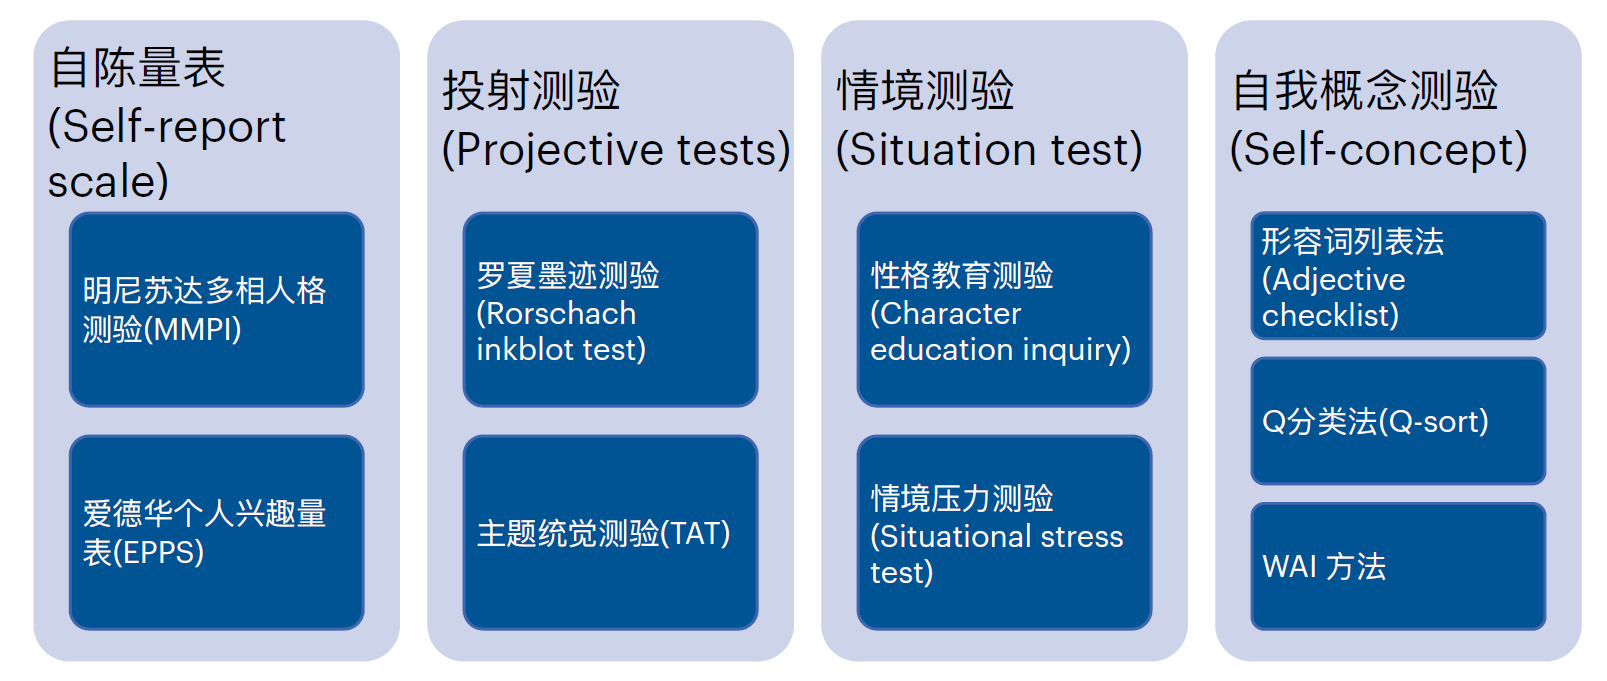 自陈量表
(Self-report
scale)
明尼苏达多相人格
测验(MMPI)
爱德华个人兴趣量
表(EPPS)
投射测验
(Projective tests)
罗夏墨迹测验
(Rorschach
inkblot test)
主题统觉测验(TAT)
情境测验
(Situation test)
性格教育测验
(Character
education inquiry)
情境压力测验
(Situational stress
test)
自我概念测验
(Self-concept)
形容词列表法
(Adjective
checklist)
Q分类法(Q-sort)
WAI 方法